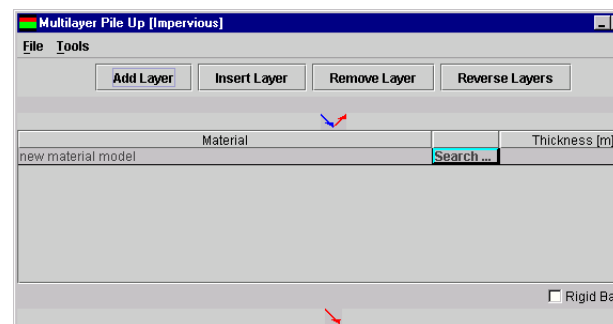 Multilayer Pile Up [Impervious]
File Tools
Add Layer Insert Layer Remove Layer Reverse Layers
Material Thickness [m]
new material model Search ...
Rigid Ba